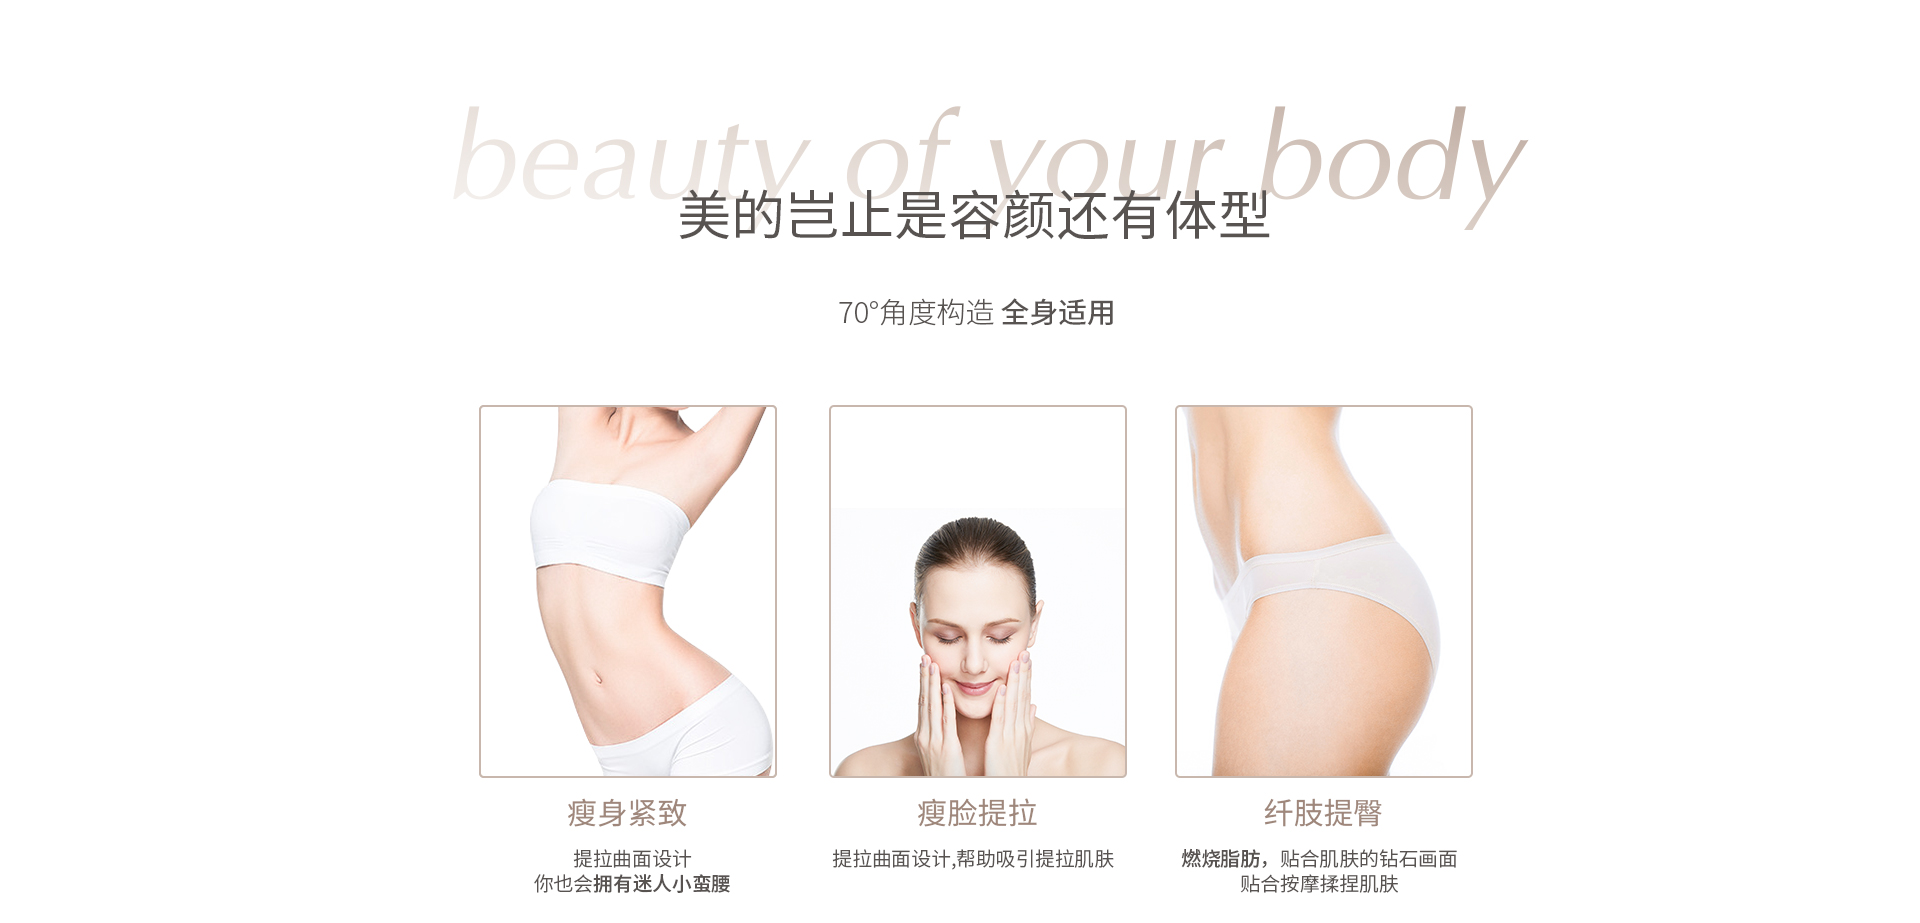 beauty of your body
美的岂止是容颜还有体型
70°角度构造 全身适用
瘦身紧致
提拉曲面设计
你也会拥有迷人小蛮腰
瘦脸提拉
提拉曲面设计,帮助吸引提拉肌肤
纤肢提臀
燃烧脂肪，贴合肌肤的钻石画面
贴合按摩揉捏肌肤